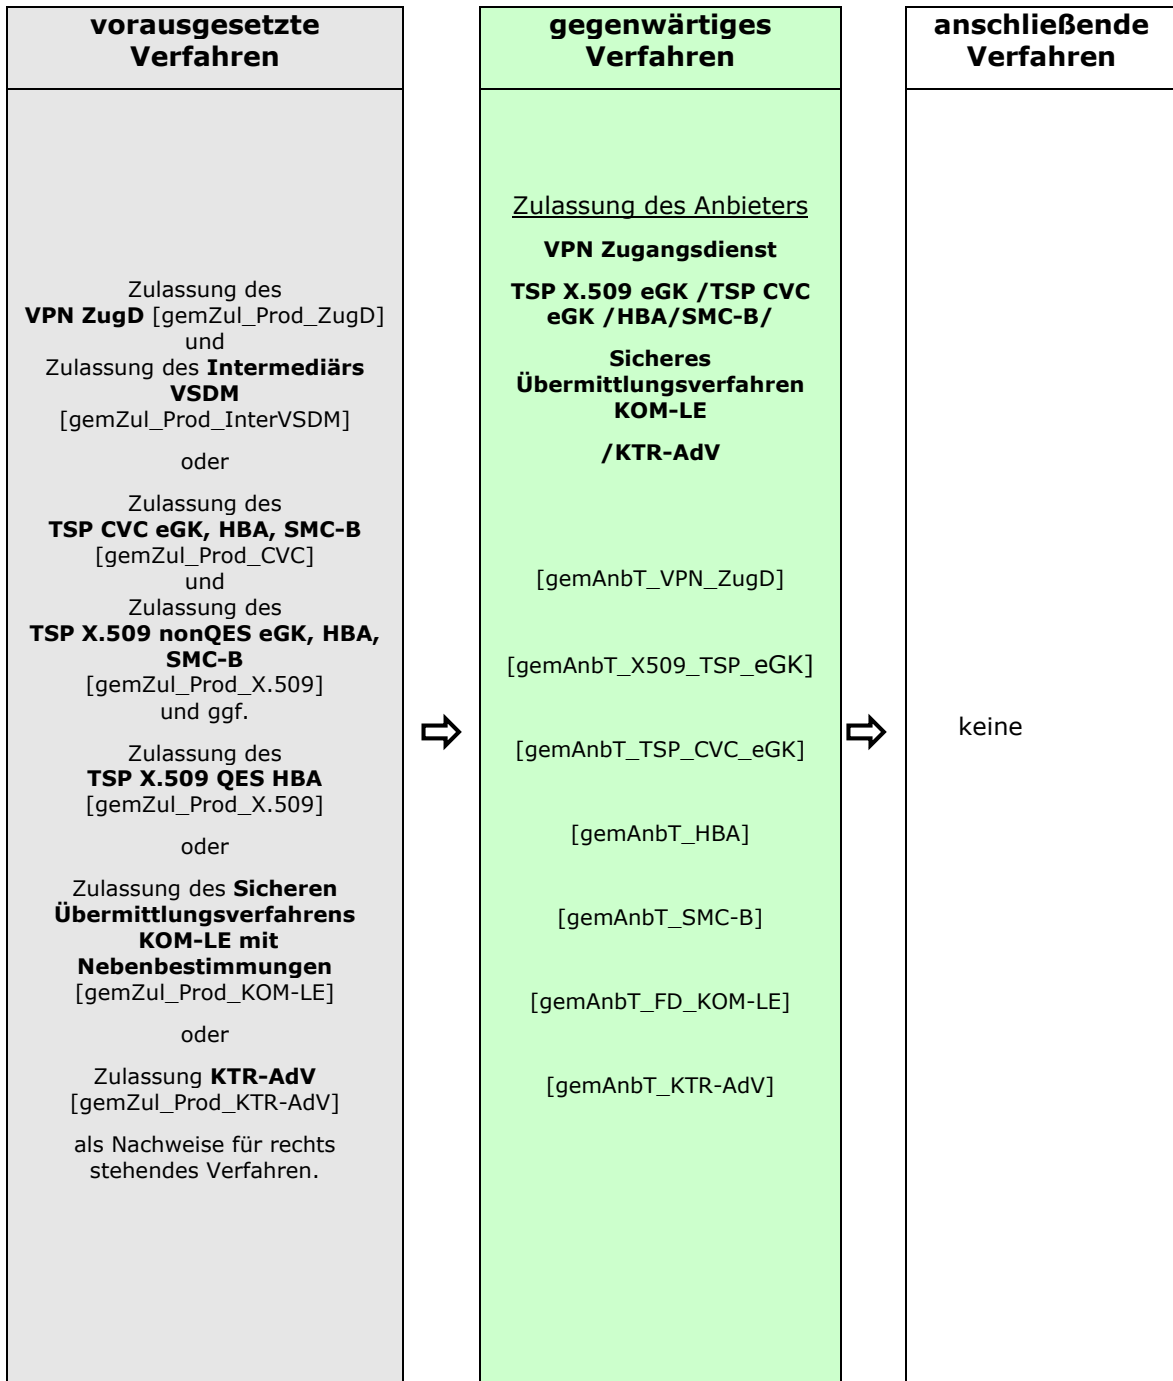 vorausgesetzte
Verfahren
Zulassung des
VPN ZugD [gemZul_Prod_ZugD]
und
Zulassung des Intermediärs
VSDM
[gemZul_Prod_InterVSDM]
oder
Zulassung des
TSP CVC eGK, HBA, SMC-B
[gemZul_Prod_CVC]
und
Zulassung des
TSP X.509 nonQES eGK, HBA,
SMC-B
[gemZul_Prod_X.509]
und ggf.
Zulassung des
TSP X.509 QES HBA
[gemZul_Prod_X.509]
oder
Zulassung des Sicheren
Übermittlungsverfahrens
KOM-LE mit
Nebenbestimmungen
[gemZul_Prod_KOM-LE]
oder
Zulassung KTR-AdV
[gemZul_Prod_KTR-AdV]
als Nachweise für rechts
stehendes Verfahren.
⇨
gegenwärtiges
Verfahren
Zulassung des Anbieters
VPN Zugangsdienst
TSP X.509 eGK /TSP CVC
eGK /HBA/SMC-B/
Sicheres
Übermittlungsverfahren
KOM-LE
/KTR-AdV
[gemAnbT_VPN_ZugD]
[gemAnbT_X509_TSP_eGK]
[gemAnbT_TSP_CVC_eGK]
[gemAnbT_HBA]
[gemAnbT_SMC-B]
[gemAnbT_FD_KOM-LE]
[gemAnbT_KTR-AdV]
⇨
anschließende
Verfahren
keine